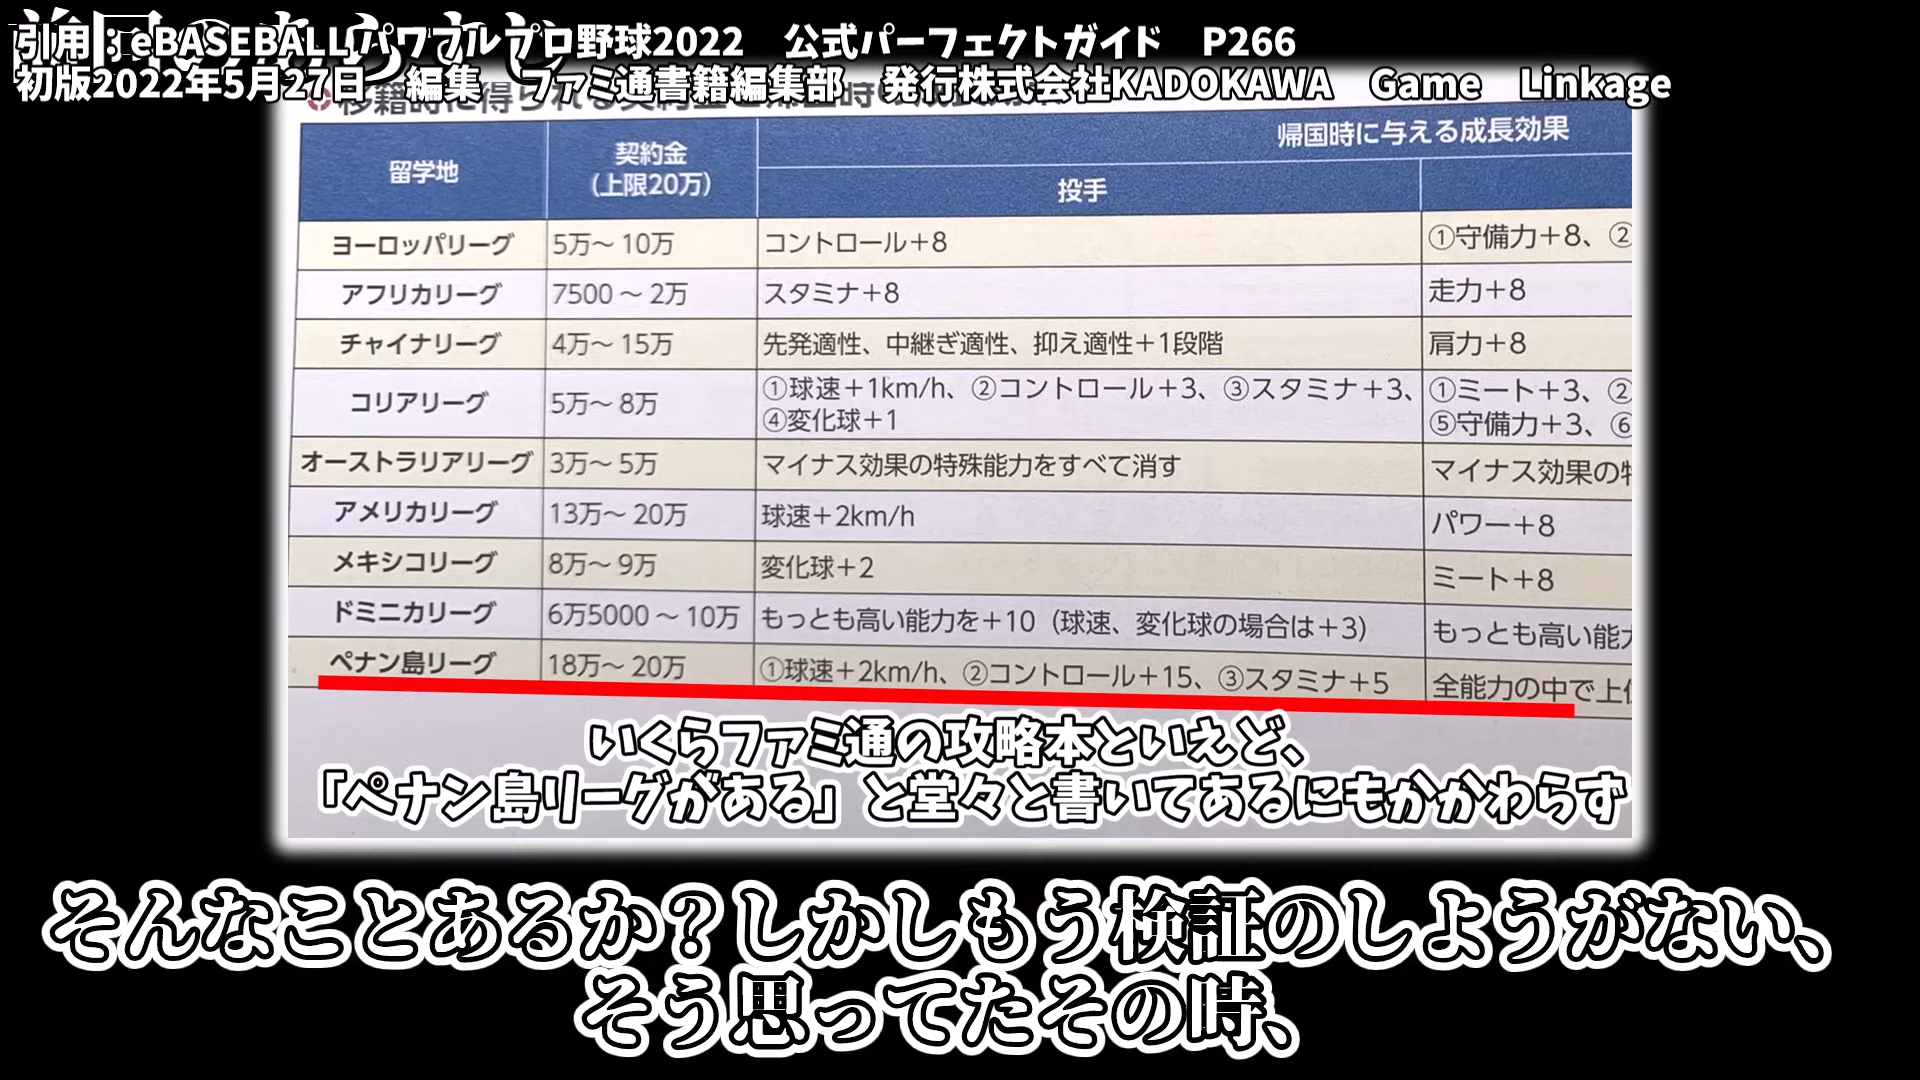 前回のあらすじ
引用：eBASEBALLパワフルプロ野球2022　公式パーフェクトガイド　P266
初版2022年5月27日　編集　ファミ通書籍編集部　発行株式会社KADOKAWA　Game　Linkage
留学地
契約金
（上限20万）
帰国時に与える成長効果
投手
ヨーロッパリーグ 5万～10万 コントロール＋8 ①守備力＋8、②
アフリカリーグ 7500～2万 スタミナ＋8 走力＋8
チャイナリーグ 4万～15万 先発適性、中継ぎ適性、抑え適性＋1段階 肩力＋8
コリアリーグ 5万～8万 ①球速＋1km/h、②コントロール＋3、③スタミナ＋3、 ①ミート＋3、②
④変化球＋1 ⑤守備力＋3、⑥
オーストラリアリーグ 3万～5万 マイナス効果の特殊能力をすべて消す マイナス効果の特
アメリカリーグ 13万～20万 球速＋2km/h パワー＋8
メキシコリーグ 8万～9万 変化球＋2 ミート＋8
ドミニカリーグ 6万5000～10万 もっとも高い能力を＋10（球速、変化球の場合は＋3） もっとも高い能力
ペナン島リーグ 18万～20万 ①球速＋2km/h、②コントロール＋15、③スタミナ＋5 全能力の中で上位
いくらファミ通の攻略本といえど、
「ペナン島リーグがある」と堂々と書いてあるにもかかわらず
そんなことあるか？しかしもう検証のしようがない、
そう思ってたその時、